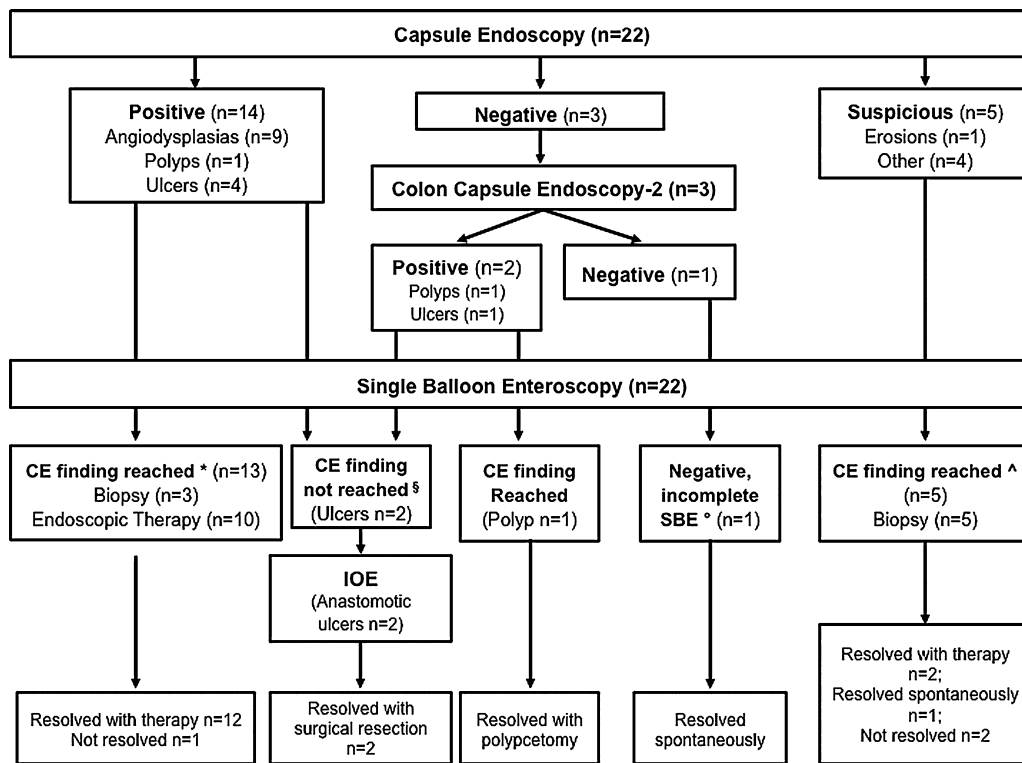 Capsule Endoscopy (n=22)
Positive (n=14)
Angiodysplasias (n=9)
Polyps (n=1)
Ulcers (n=4)
Negative (n=3)
Suspicious (n=5)
Erosions (n=1)
Other (n=4)
Colon Capsule Endoscopy-2 (n=3)
Positive (n=2)
Polyps (n=1)
Ulcers (n=1)
Negative (n=1)
Single Balloon Enteroscopy (n=22)
CE finding reached * (n=13)
Biopsy (n=3)
Endoscopic Therapy (n=10)
CE finding
not reached §
(Ulcers n=2)
CE finding
Reached
(Polyp n=1)
Negative,
incomplete
SBE ° (n=1)
CE finding reached ^
(n=5)
Biopsy (n=5)
IOE
(Anastomotic
ulcers n=2)
Resolved with therapy n=12
Not resolved n=1
Resolved with
surgical resection
n=2
Resolved with
polypcetomy
Resolved
spontaneously
Resolved with therapy
n=2;
Resolved spontaneously
n=1;
Not resolved n=2